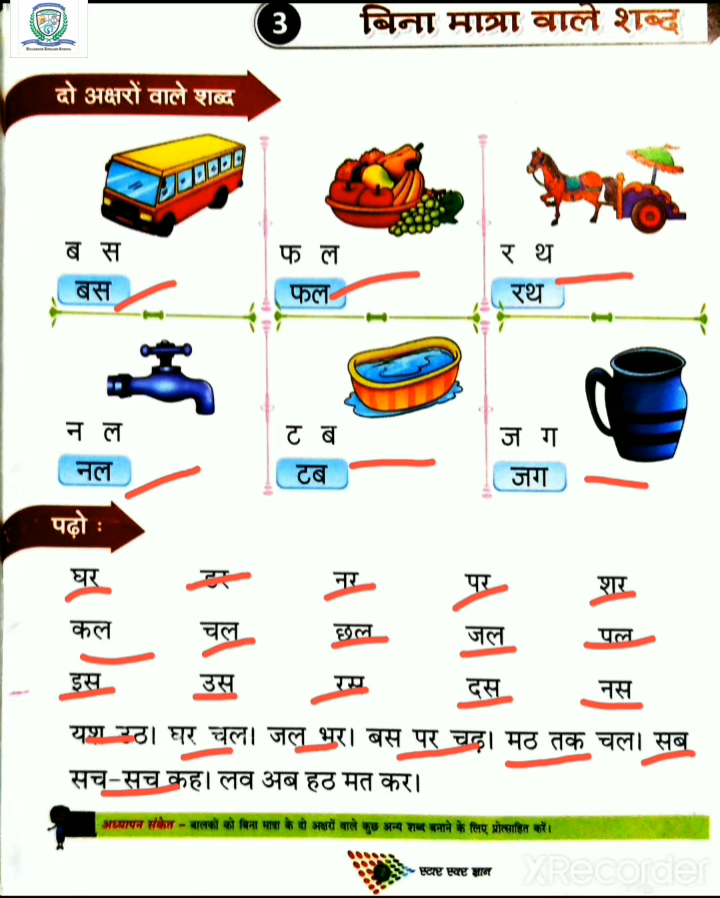 3 बिना मात्रा वाले शब्द
दो अक्षरों वाले शब्द
ब स फ ल र थ
बस फल रथ
न ल ट ब ज ग
नल टब जग
पढ़ो :
घर डर नर पर शर
कल चल छल जल पल
इस उस रस दस नस
यश उठ। घर चल। जल भर। बस पर चढ़। मठ तक चल। सब
सच-सच कह। लव अब हठ मत कर।
अध्यापन संकेत - बालकों को बिना मात्रा के दो अक्षरों वाले कुछ अन्य शब्द बनाने के लिए प्रोत्साहित करें।
स्टार स्वर ज्ञान
XRecorder